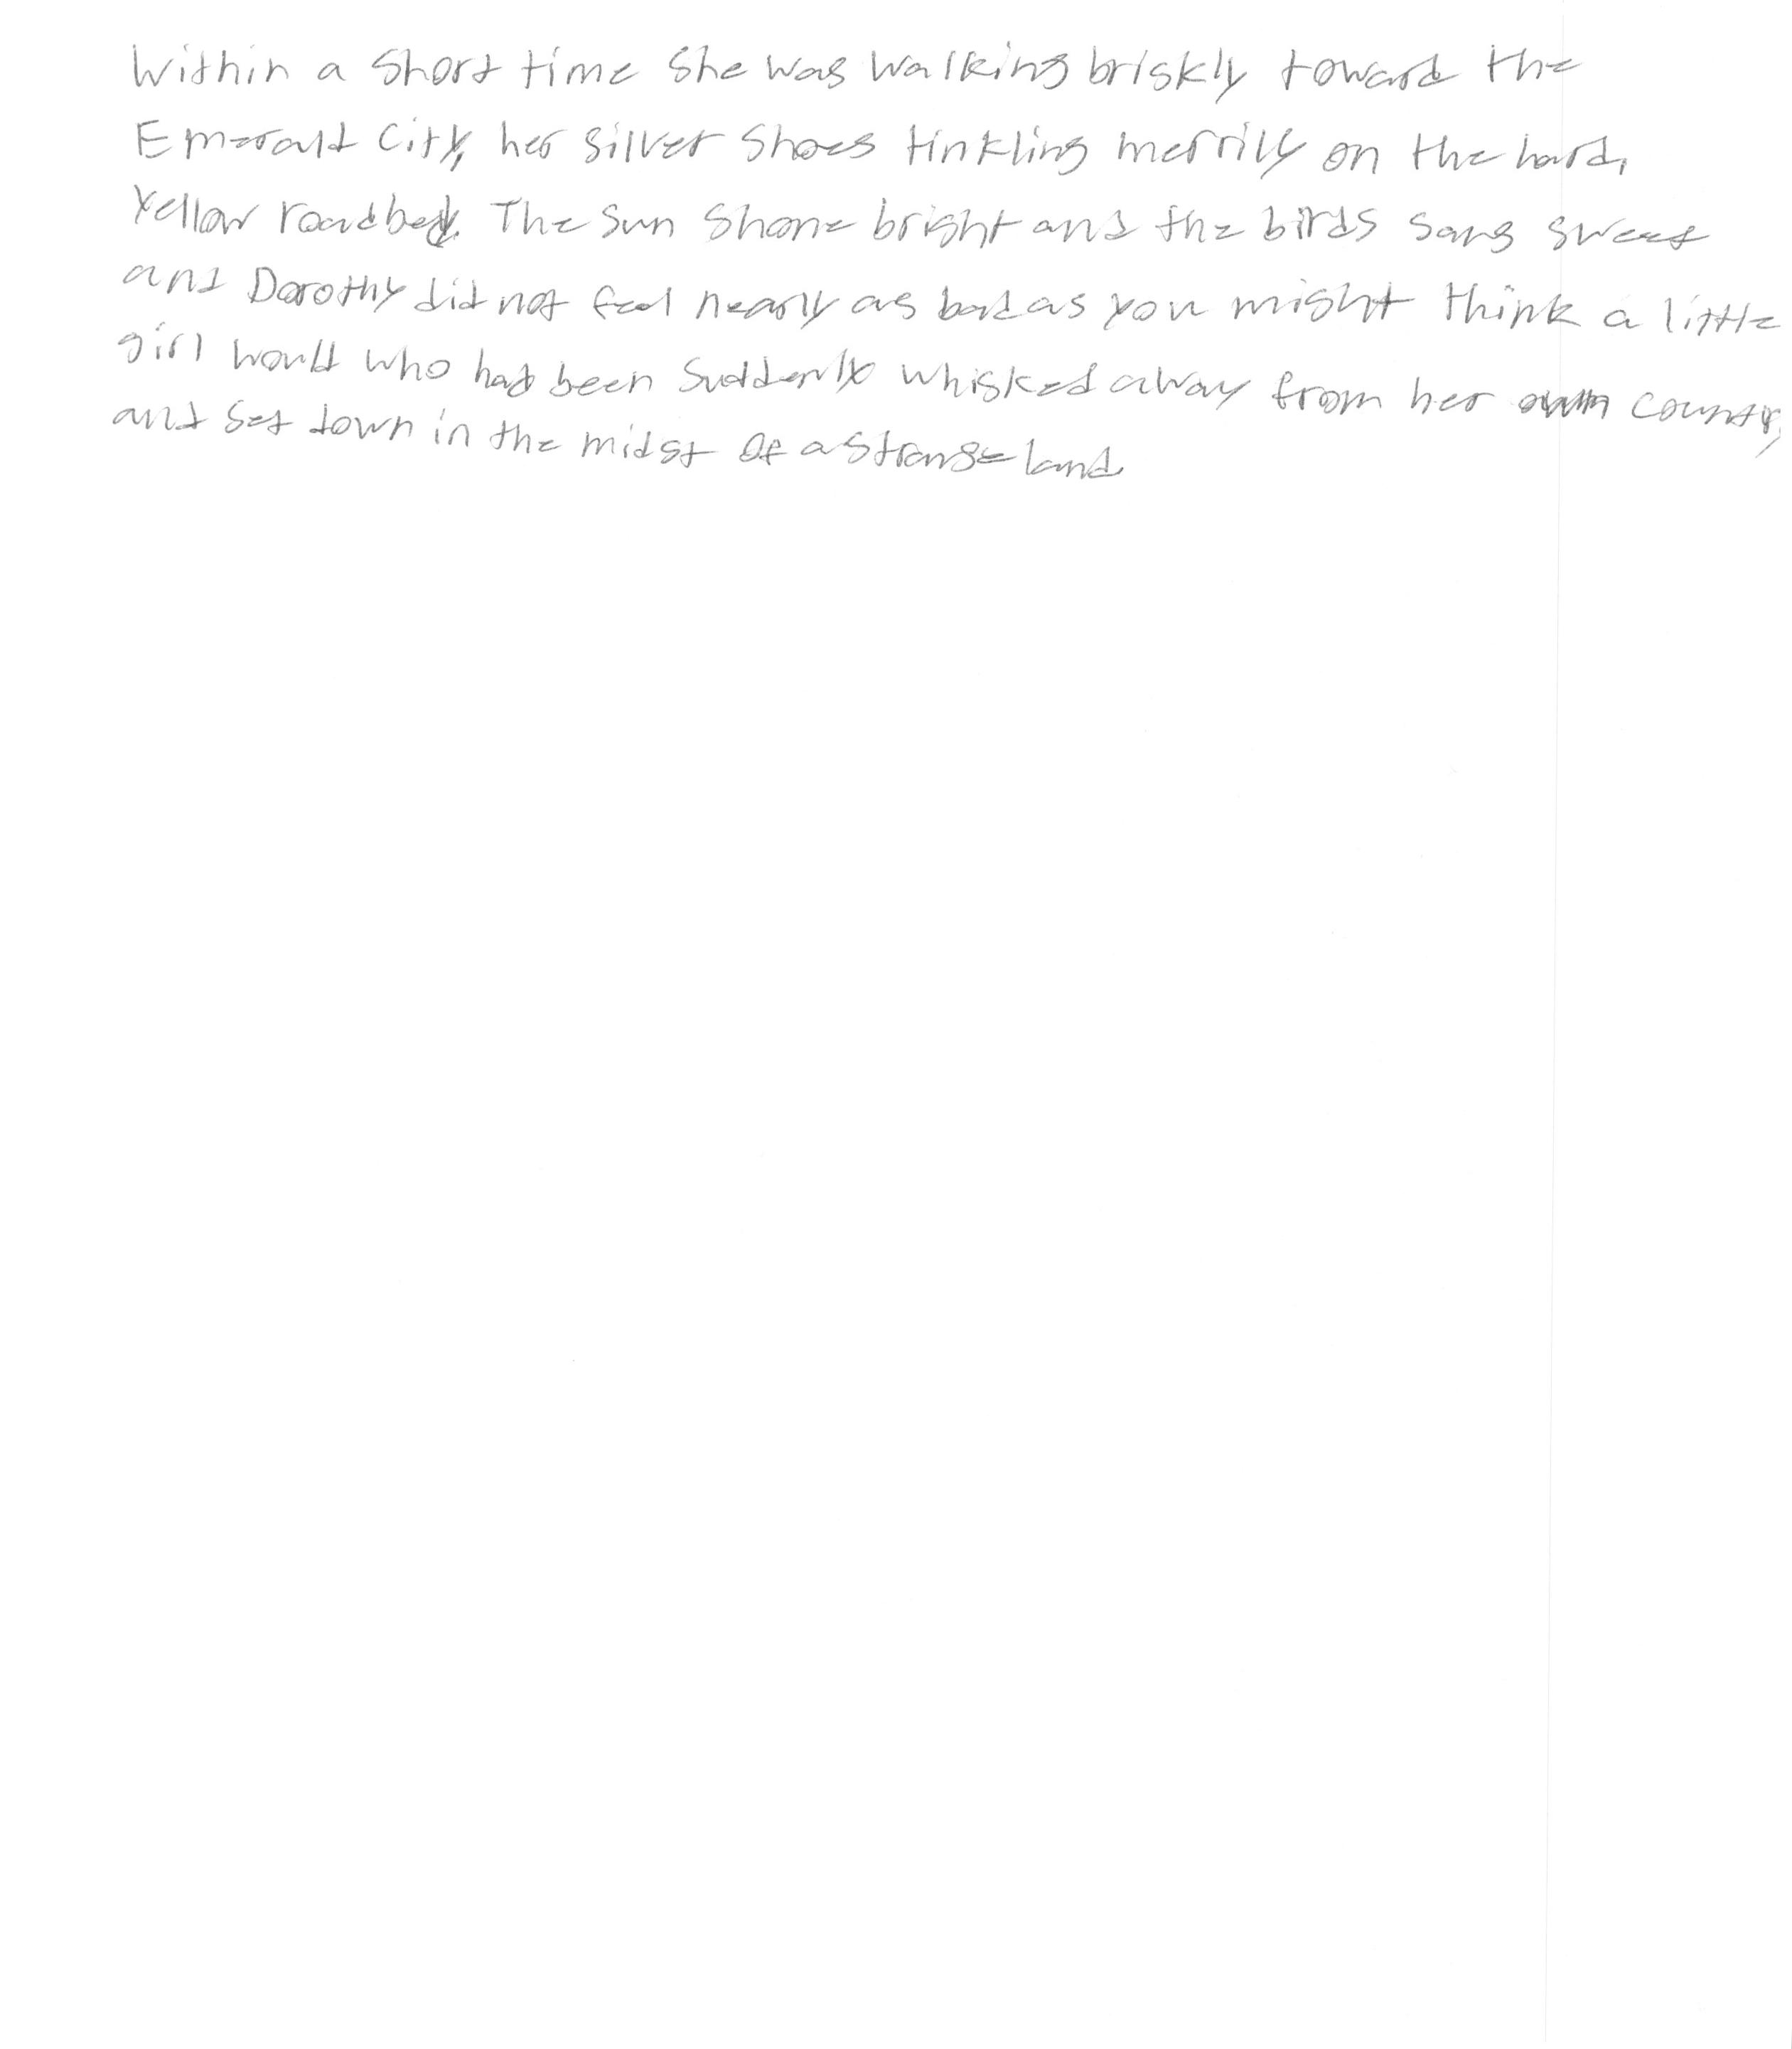 Within a short time she was walking briskly toward the
Emerald City, her silver shoes tinkling merrily on the hard,
yellow roadbed. The sun shone bright and the birds sang sweet
and Dorothy did not feel nearly as bad as you might think a little
girl would who had been suddenly whisked away from her own country
and set down in the midst of a strange land.